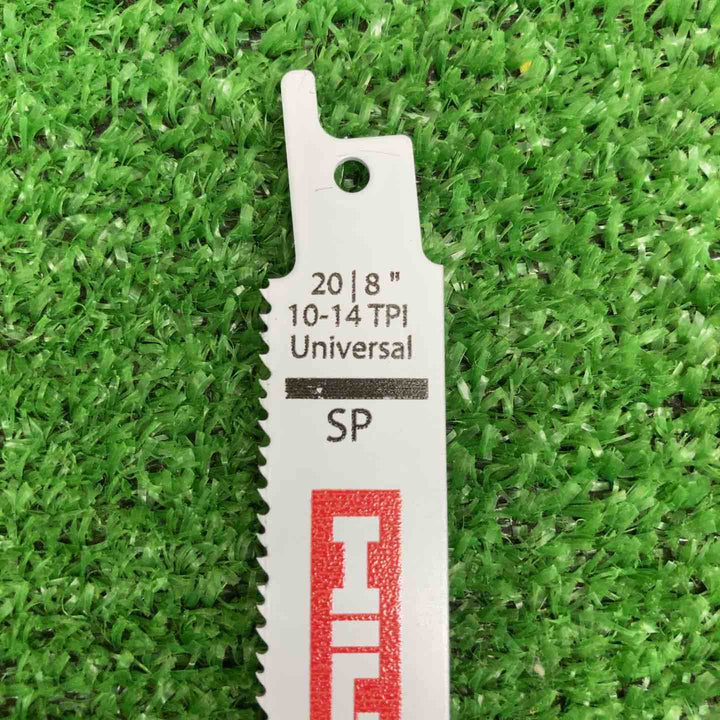 20 | 8 "
10-14 TPI
Universal
SP